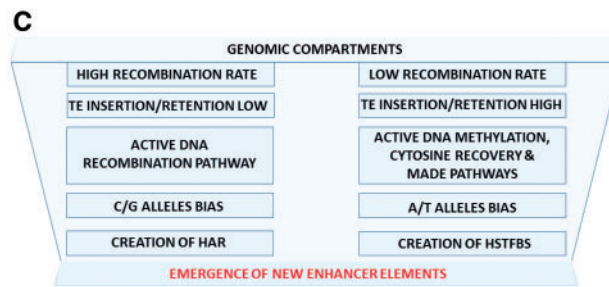 C
GENOMIC COMPARTMENTS
HIGH RECOMBINATION RATE
TE INSERTION/RETENTION LOW
ACTIVE DNA
RECOMBINATION PATHWAY
C/G ALLELES BIAS
CREATION OF HAR
LOW RECOMBINATION RATE
TE INSERTION/RETENTION HIGH
ACTIVE DNA METHYLATION,
CYTOSINE RECOVERY &
MADE PATHWAYS
A/T ALLELES BIAS
CREATION OF HSTFBS
EMERGENCE OF NEW ENHANCER ELEMENTS